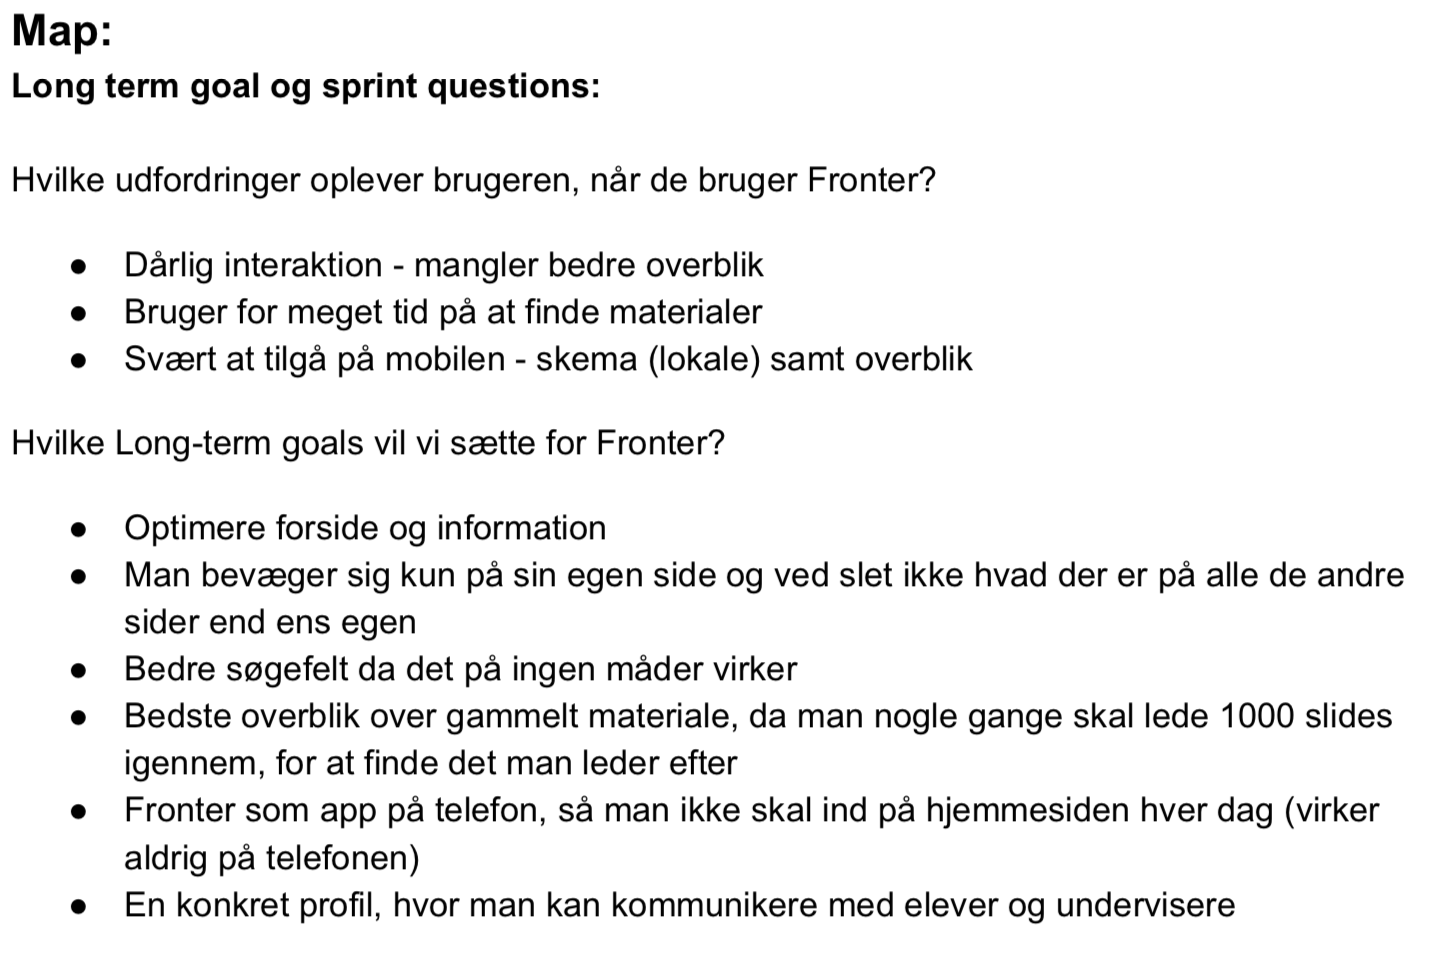 Map:
Long term goal og sprint questions:
Hvilke udfordringer oplever brugeren, når de bruger Fronter?
● Dårlig interaktion - mangler bedre overblik
● Bruger for meget tid på at finde materialer
● Svært at tilgå på mobilen - skema (lokale) samt overblik
Hvilke Long-term goals vil vi sætte for Fronter?
● Optimere forside og information
● Man bevæger sig kun på sin egen side og ved slet ikke hvad der er på alle de andre
sider end ens egen
● Bedre søgefelt da det på ingen måder virker
● Bedste overblik over gammelt materiale, da man nogle gange skal lede 1000 slides
igennem, for at finde det man leder efter
● Fronter som app på telefon, så man ikke skal ind på hjemmesiden hver dag (virker
aldrig på telefonen)
● En konkret profil, hvor man kan kommunikere med elever og undervisere